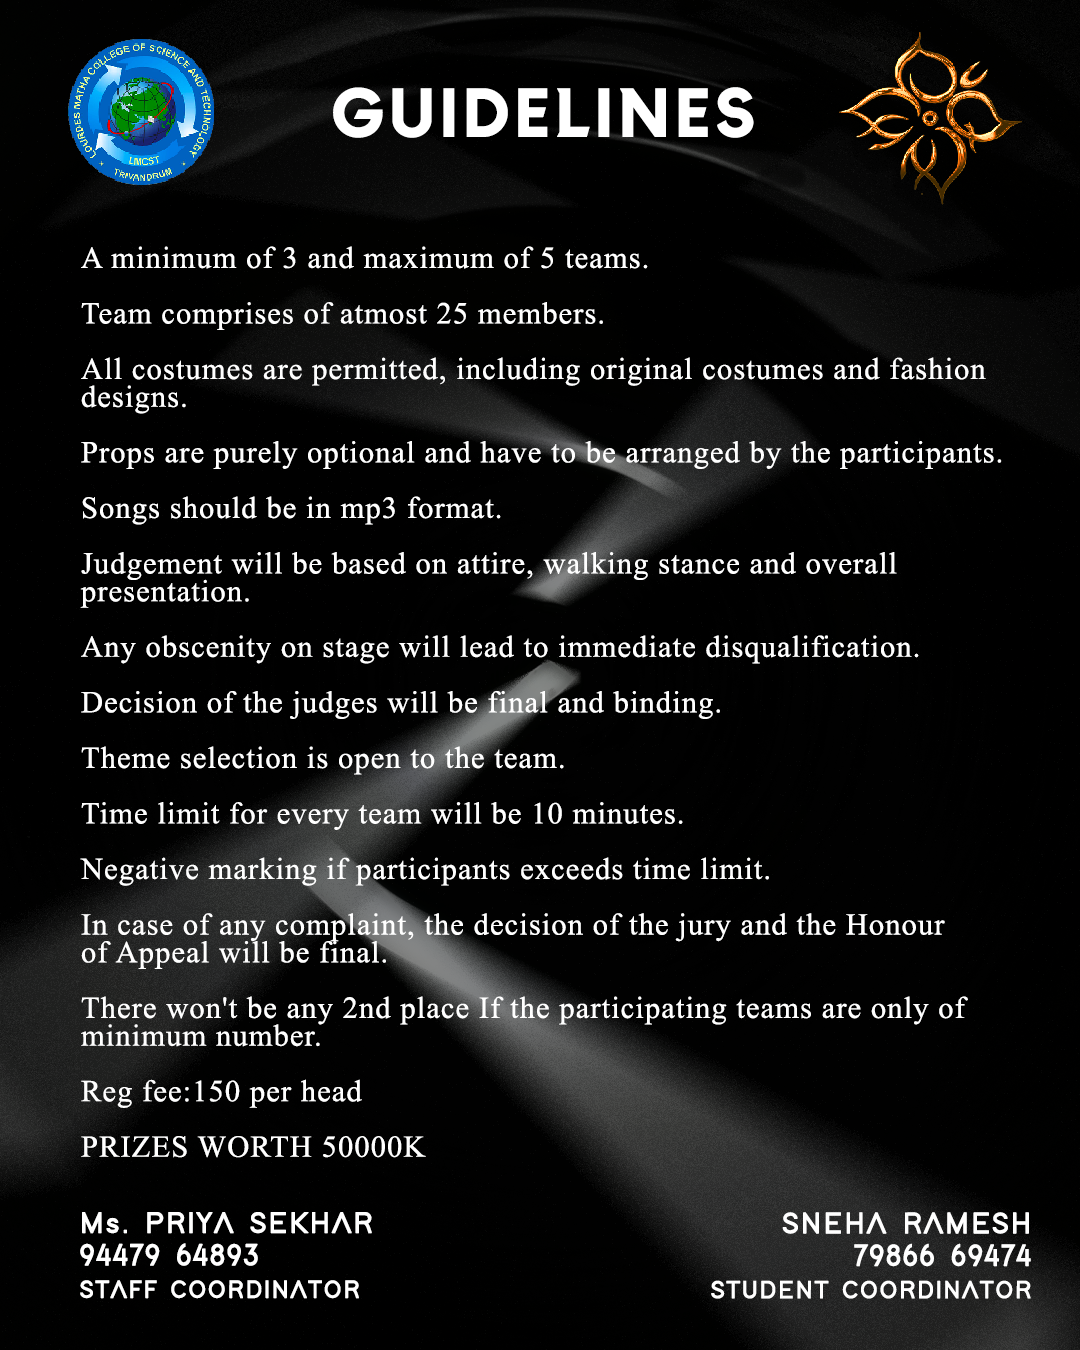 LOURDES MATHA COLLEGE OF SCIENCE AND TECHNOLOGY
LMCST
TRIVANDRUM
GUIDELINES
A minimum of 3 and maximum of 5 teams.
Team comprises of atmost 25 members.
All costumes are permitted, including original costumes and fashion
designs.
Props are purely optional and have to be arranged by the participants.
Songs should be in mp3 format.
Judgement will be based on attire, walking stance and overall
presentation.
Any obscenity on stage will lead to immediate disqualification.
Decision of the judges will be final and binding.
Theme selection is open to the team.
Time limit for every team will be 10 minutes.
Negative marking if participants exceeds time limit.
In case of any complaint, the decision of the jury and the Honour
of Appeal will be final.
There won't be any 2nd place If the participating teams are only of
minimum number.
Reg fee:150 per head
PRIZES WORTH 50000K
Ms. PRIYA SEKHAR
94479 64893
STAFF COORDINATOR
SNEHA RAMESH
79866 69474
STUDENT COORDINATOR